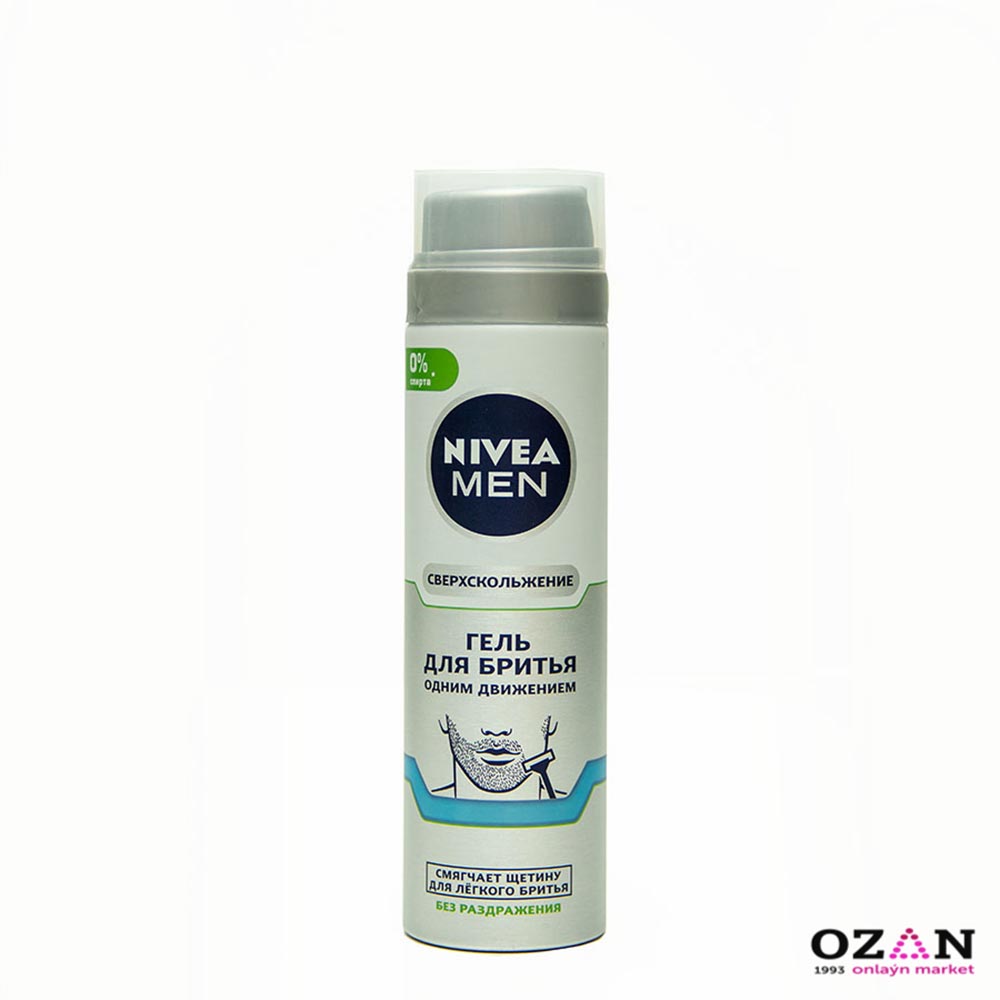 0%*
спирта
NIVEA
MEN
СВЕРХСКОЛЬЖЕНИЕ
ГЕЛЬ
ДЛЯ БРИТЬЯ
ОДНИМ ДВИЖЕНИЕМ
СМЯГЧАЕТ ЩЕТИНУ
ДЛЯ ЛЁГКОГО БРИТЬЯ
БЕЗ РАЗДРАЖЕНИЯ
OZAN
1993 onlaýn market